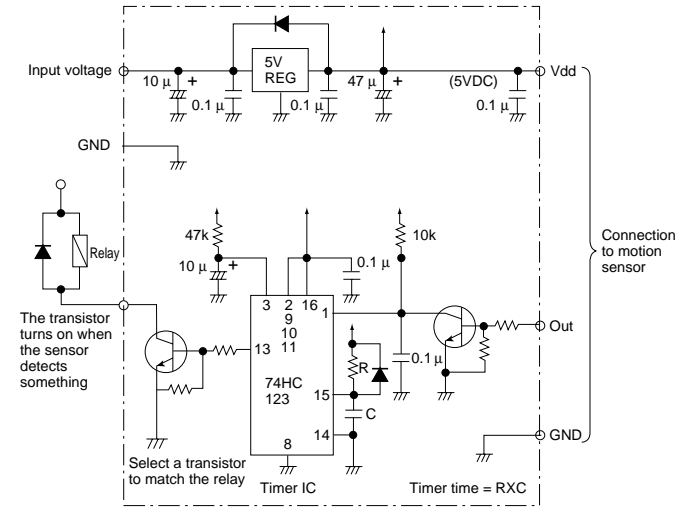 5V
REG
Input voltage
10 μ +
0.1 μ
0.1 μ
47 μ +
(5VDC)
0.1 μ
Vdd
GND
47k
10k
Relay
10 μ +
0.1 μ
Connection
to motion
sensor
3 2 16 1
9
10
11
13
The transistor
turns on when
the sensor
detects
something
0.1 μ
Out
R
74HC
123
15
C
14
8
GND
Select a transistor
to match the relay
Timer IC
Timer time = RXC